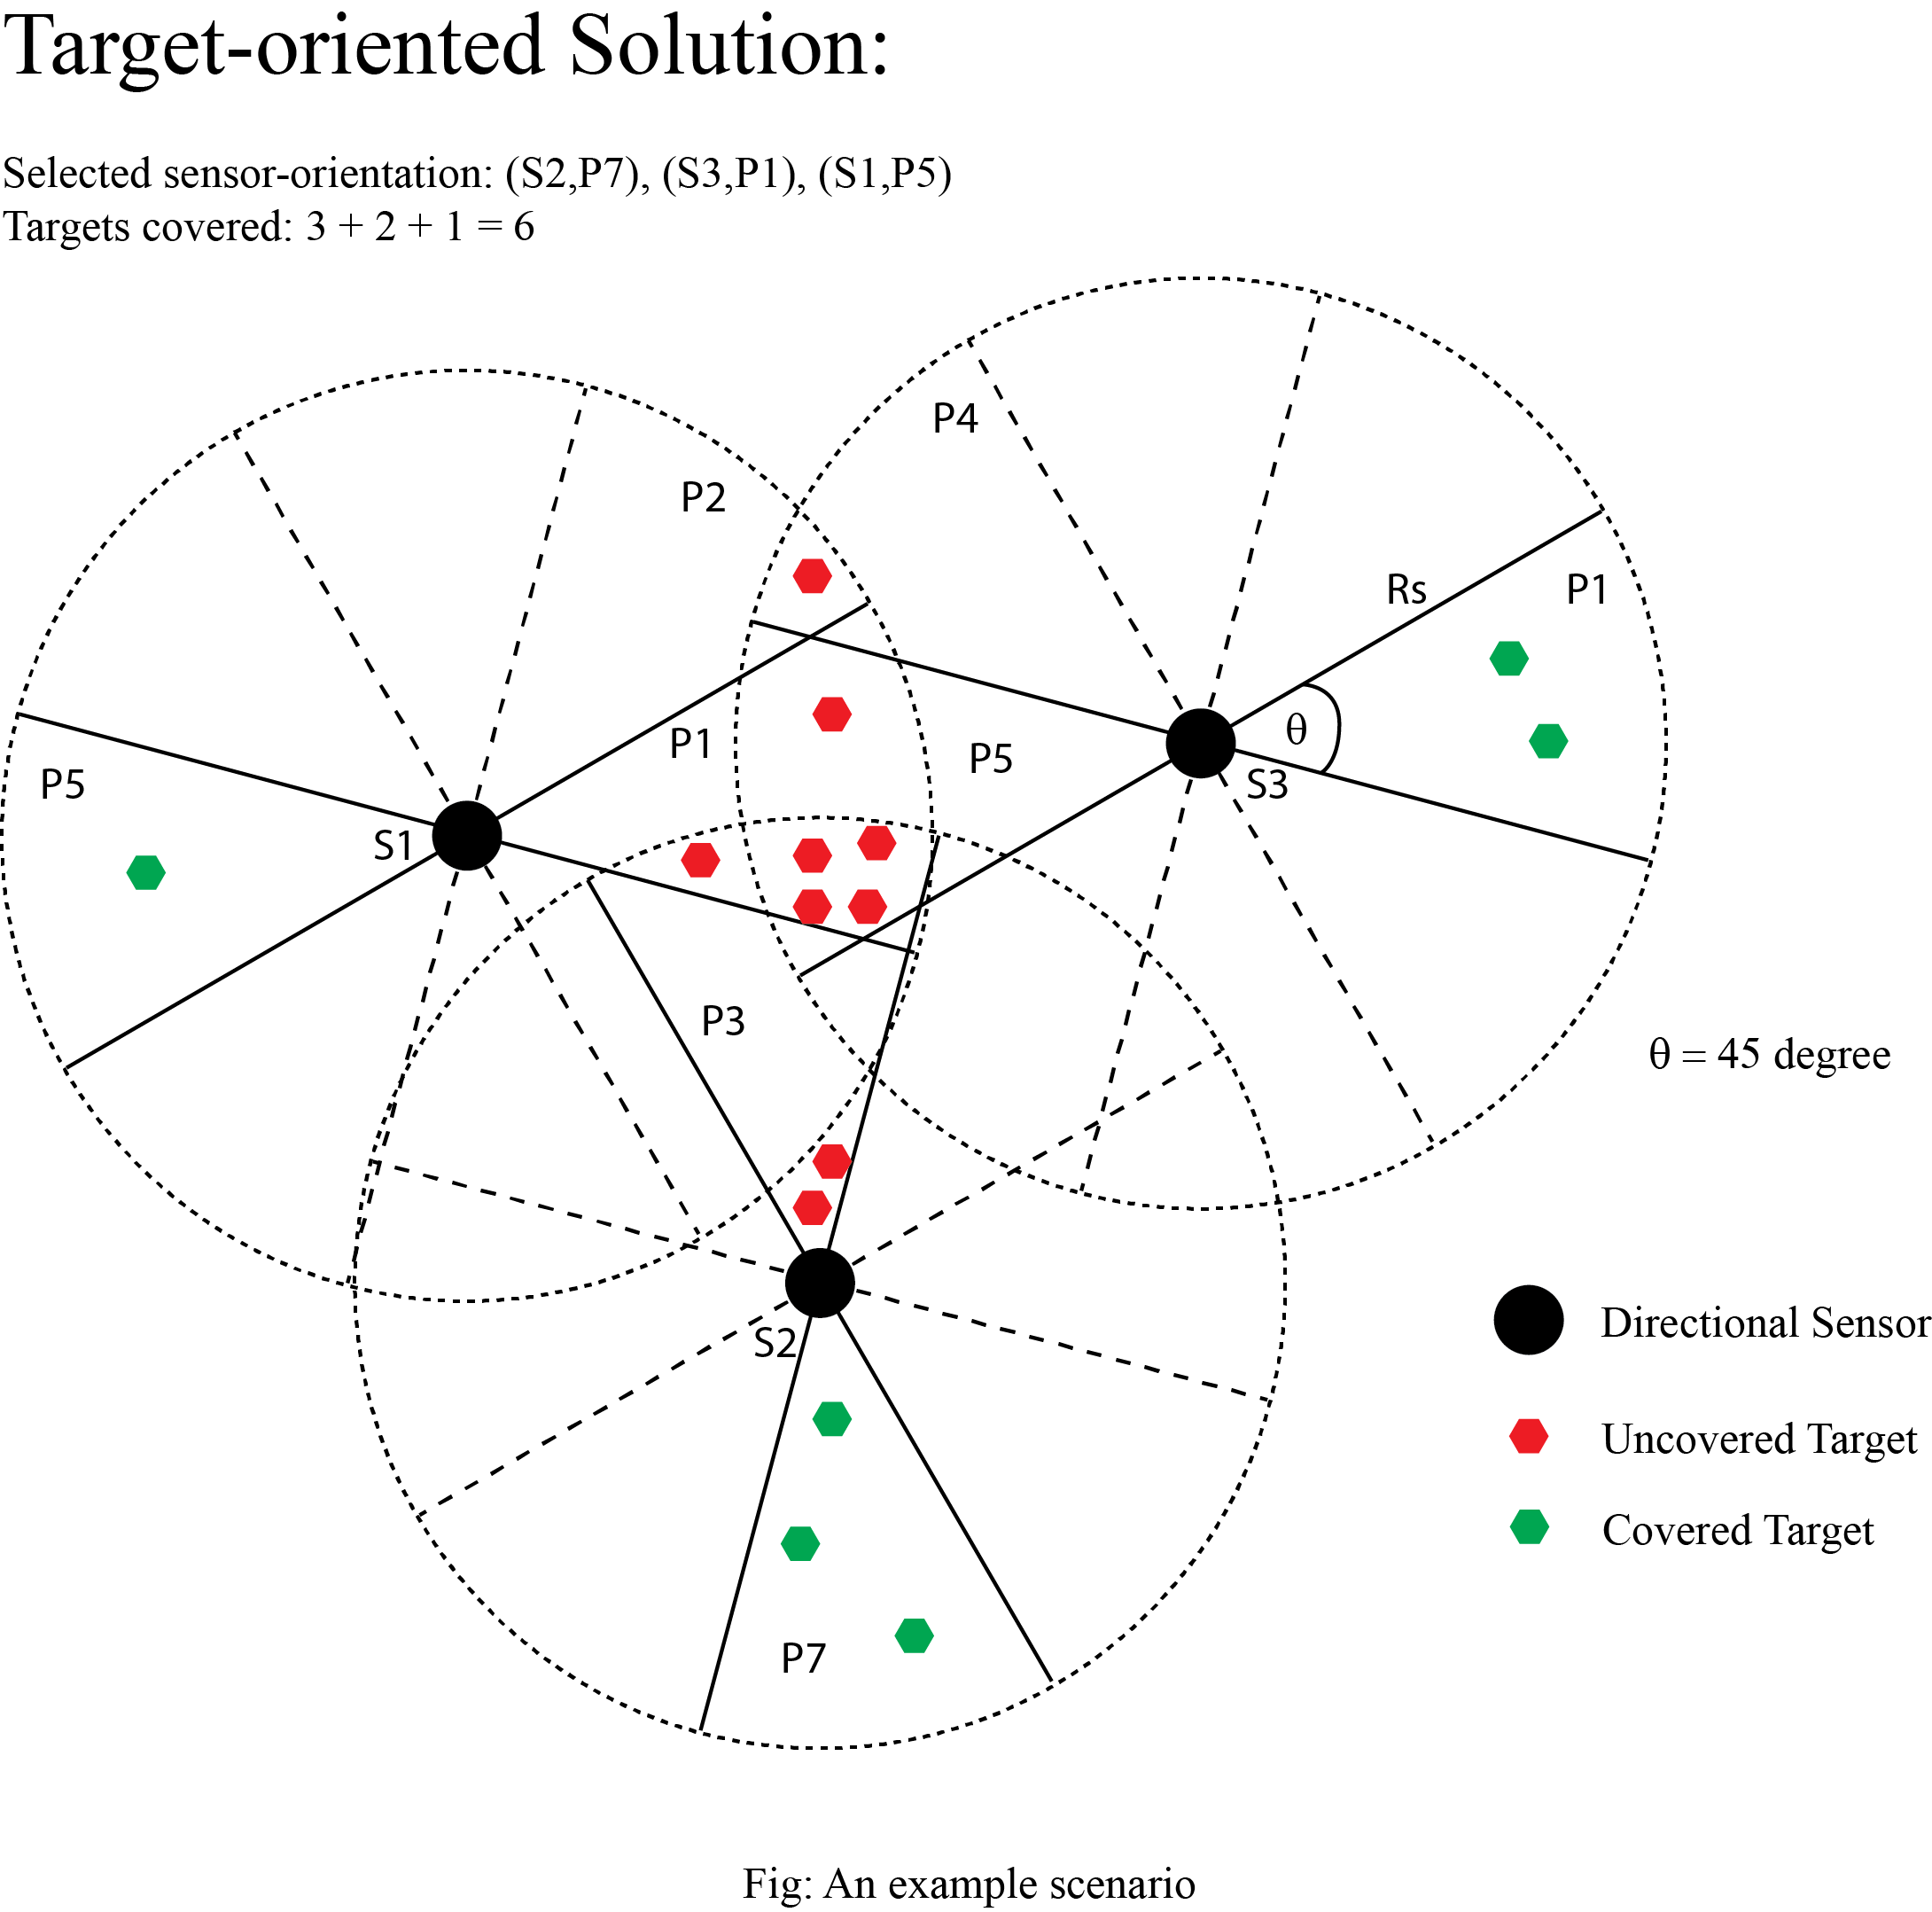 Target-oriented Solution:
Selected sensor-orientation: (S2,P7), (S3,P1), (S1,P5)
Targets covered: 3 + 2 + 1 = 6
P4
P2
Rs
P1
P1
θ
P5
P5
S3
S1
P3
θ = 45 degree
S2
Directional Sensor
Uncovered Target
Covered Target
P7
Fig: An example scenario